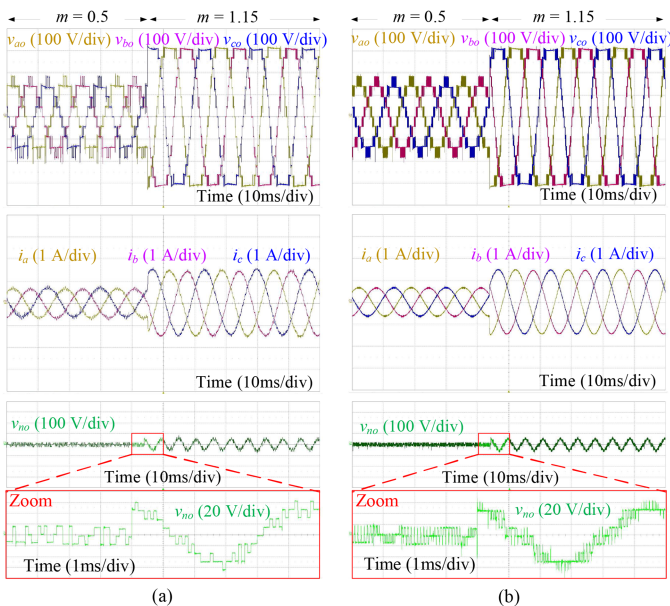 m = 0.5 m = 1.15
vao (100 V/div) vbo (100 V/div) vco (100 V/div)
Time (10ms/div)
ia (1 A/div) ib (1 A/div) ic (1 A/div)
Time (10ms/div)
vno (100 V/div)
Time (10ms/div)
Zoom
vno (20 V/div)
Time (1ms/div)
(a)
m = 0.5 m = 1.15
vao (100 V/div) vbo (100 V/div) vco (100 V/div)
Time (10ms/div)
ia (1 A/div) ib (1 A/div) ic (1 A/div)
Time (10ms/div)
vno (100 V/div)
Time (10ms/div)
Zoom
vno (20 V/div)
Time (1ms/div)
(b)